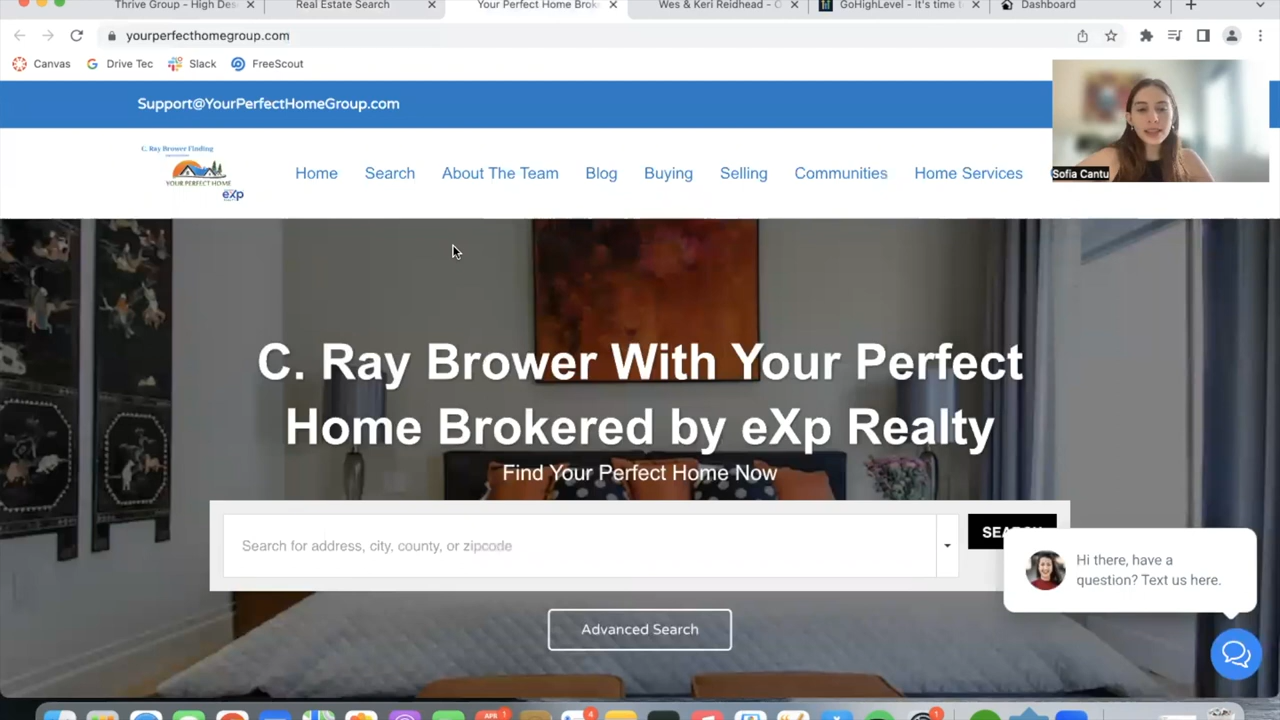 Thrive Group - High Des
Real Estate Search
Your Perfect Home Brok
Wes & Keri Reidhead - O
GoHighLevel - It's time t
Dashboard
yourperfecthomegroup.com
Canvas
Drive Tec
Slack
FreeScout
Support@YourPerfectHomeGroup.com
C. Ray Brower Finding
YOUR PERFECT HOME
eXp
Home
Search
About The Team
Blog
Buying
Selling
Communities
Home Services
Sofia Cantu
C. Ray Brower With Your Perfect
Home Brokered by eXp Realty
Find Your Perfect Home Now
Search for address, city, county, or zipcode
Hi there, have a
question? Text us here.
Advanced Search
APR 1
4
1